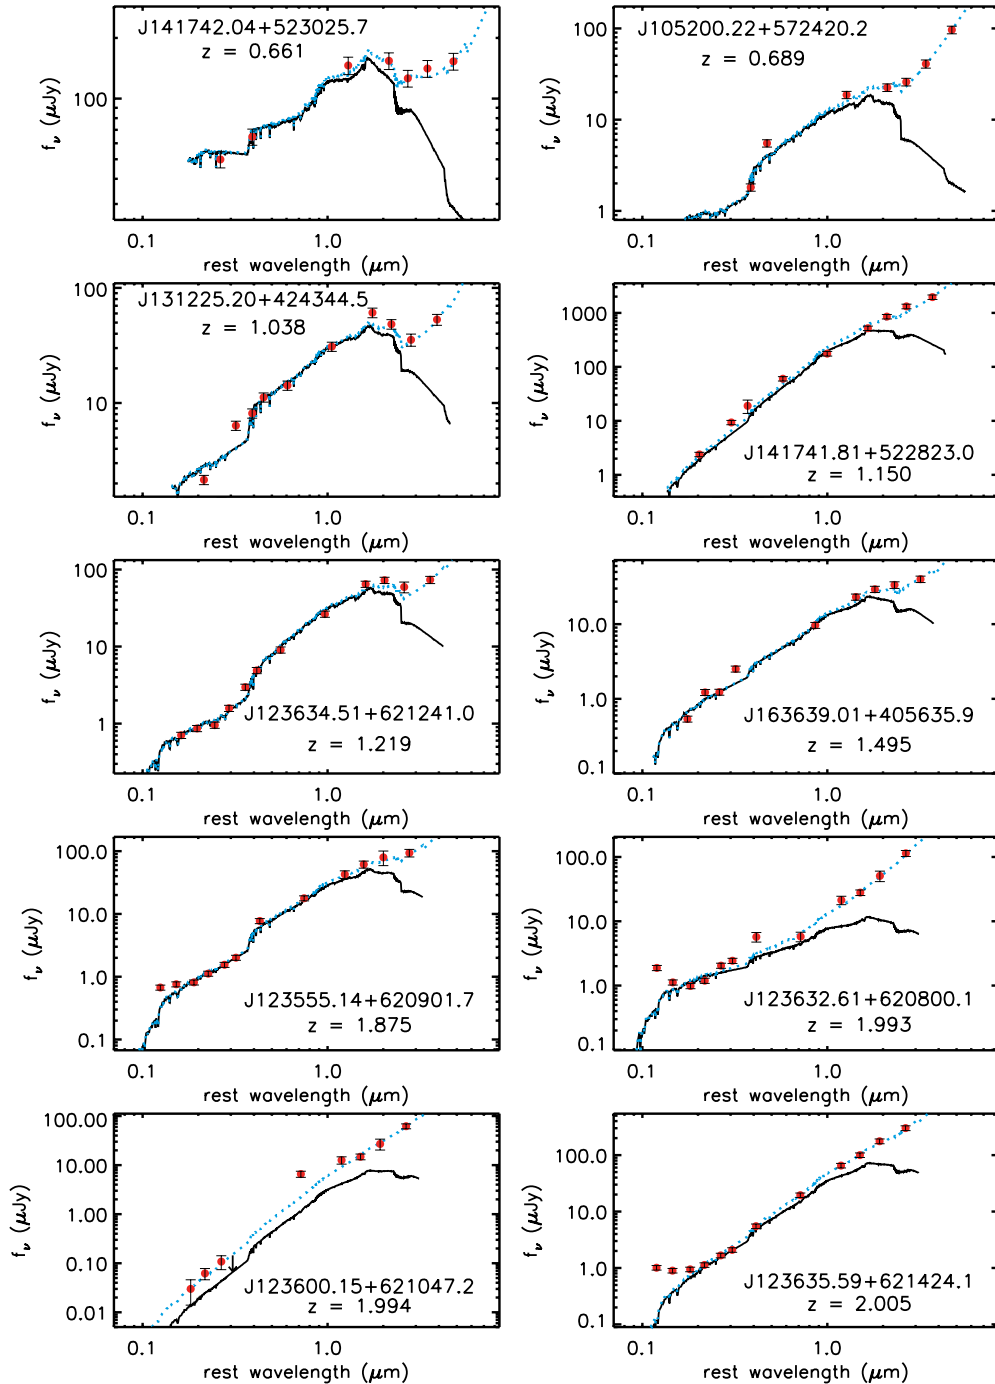 J141742.04+523025.7
z = 0.661
100
fν (μJy)
0.1 1.0
rest wavelength (μm)
J105200.22+572420.2
z = 0.689
100
10
1
fν (μJy)
0.1 1.0
rest wavelength (μm)
J131225.20+424344.5
z = 1.038
100
10
fν (μJy)
0.1 1.0
rest wavelength (μm)
1000
100
10
1
fν (μJy)
J141741.81+522823.0
z = 1.150
0.1 1.0
rest wavelength (μm)
100
10
1
fν (μJy)
J123634.51+621241.0
z = 1.219
0.1 1.0
rest wavelength (μm)
10.0
1.0
0.1
fν (μJy)
J163639.01+405635.9
z = 1.495
0.1 1.0
rest wavelength (μm)
100.0
10.0
1.0
0.1
fν (μJy)
J123555.14+620901.7
z = 1.875
0.1 1.0
rest wavelength (μm)
100.0
10.0
1.0
0.1
fν (μJy)
J123632.61+620800.1
z = 1.993
0.1 1.0
rest wavelength (μm)
100.00
10.00
1.00
0.10
0.01
fν (μJy)
J123600.15+621047.2
z = 1.994
0.1 1.0
rest wavelength (μm)
100.0
10.0
1.0
0.1
fν (μJy)
J123635.59+621424.1
z = 2.005
0.1 1.0
rest wavelength (μm)